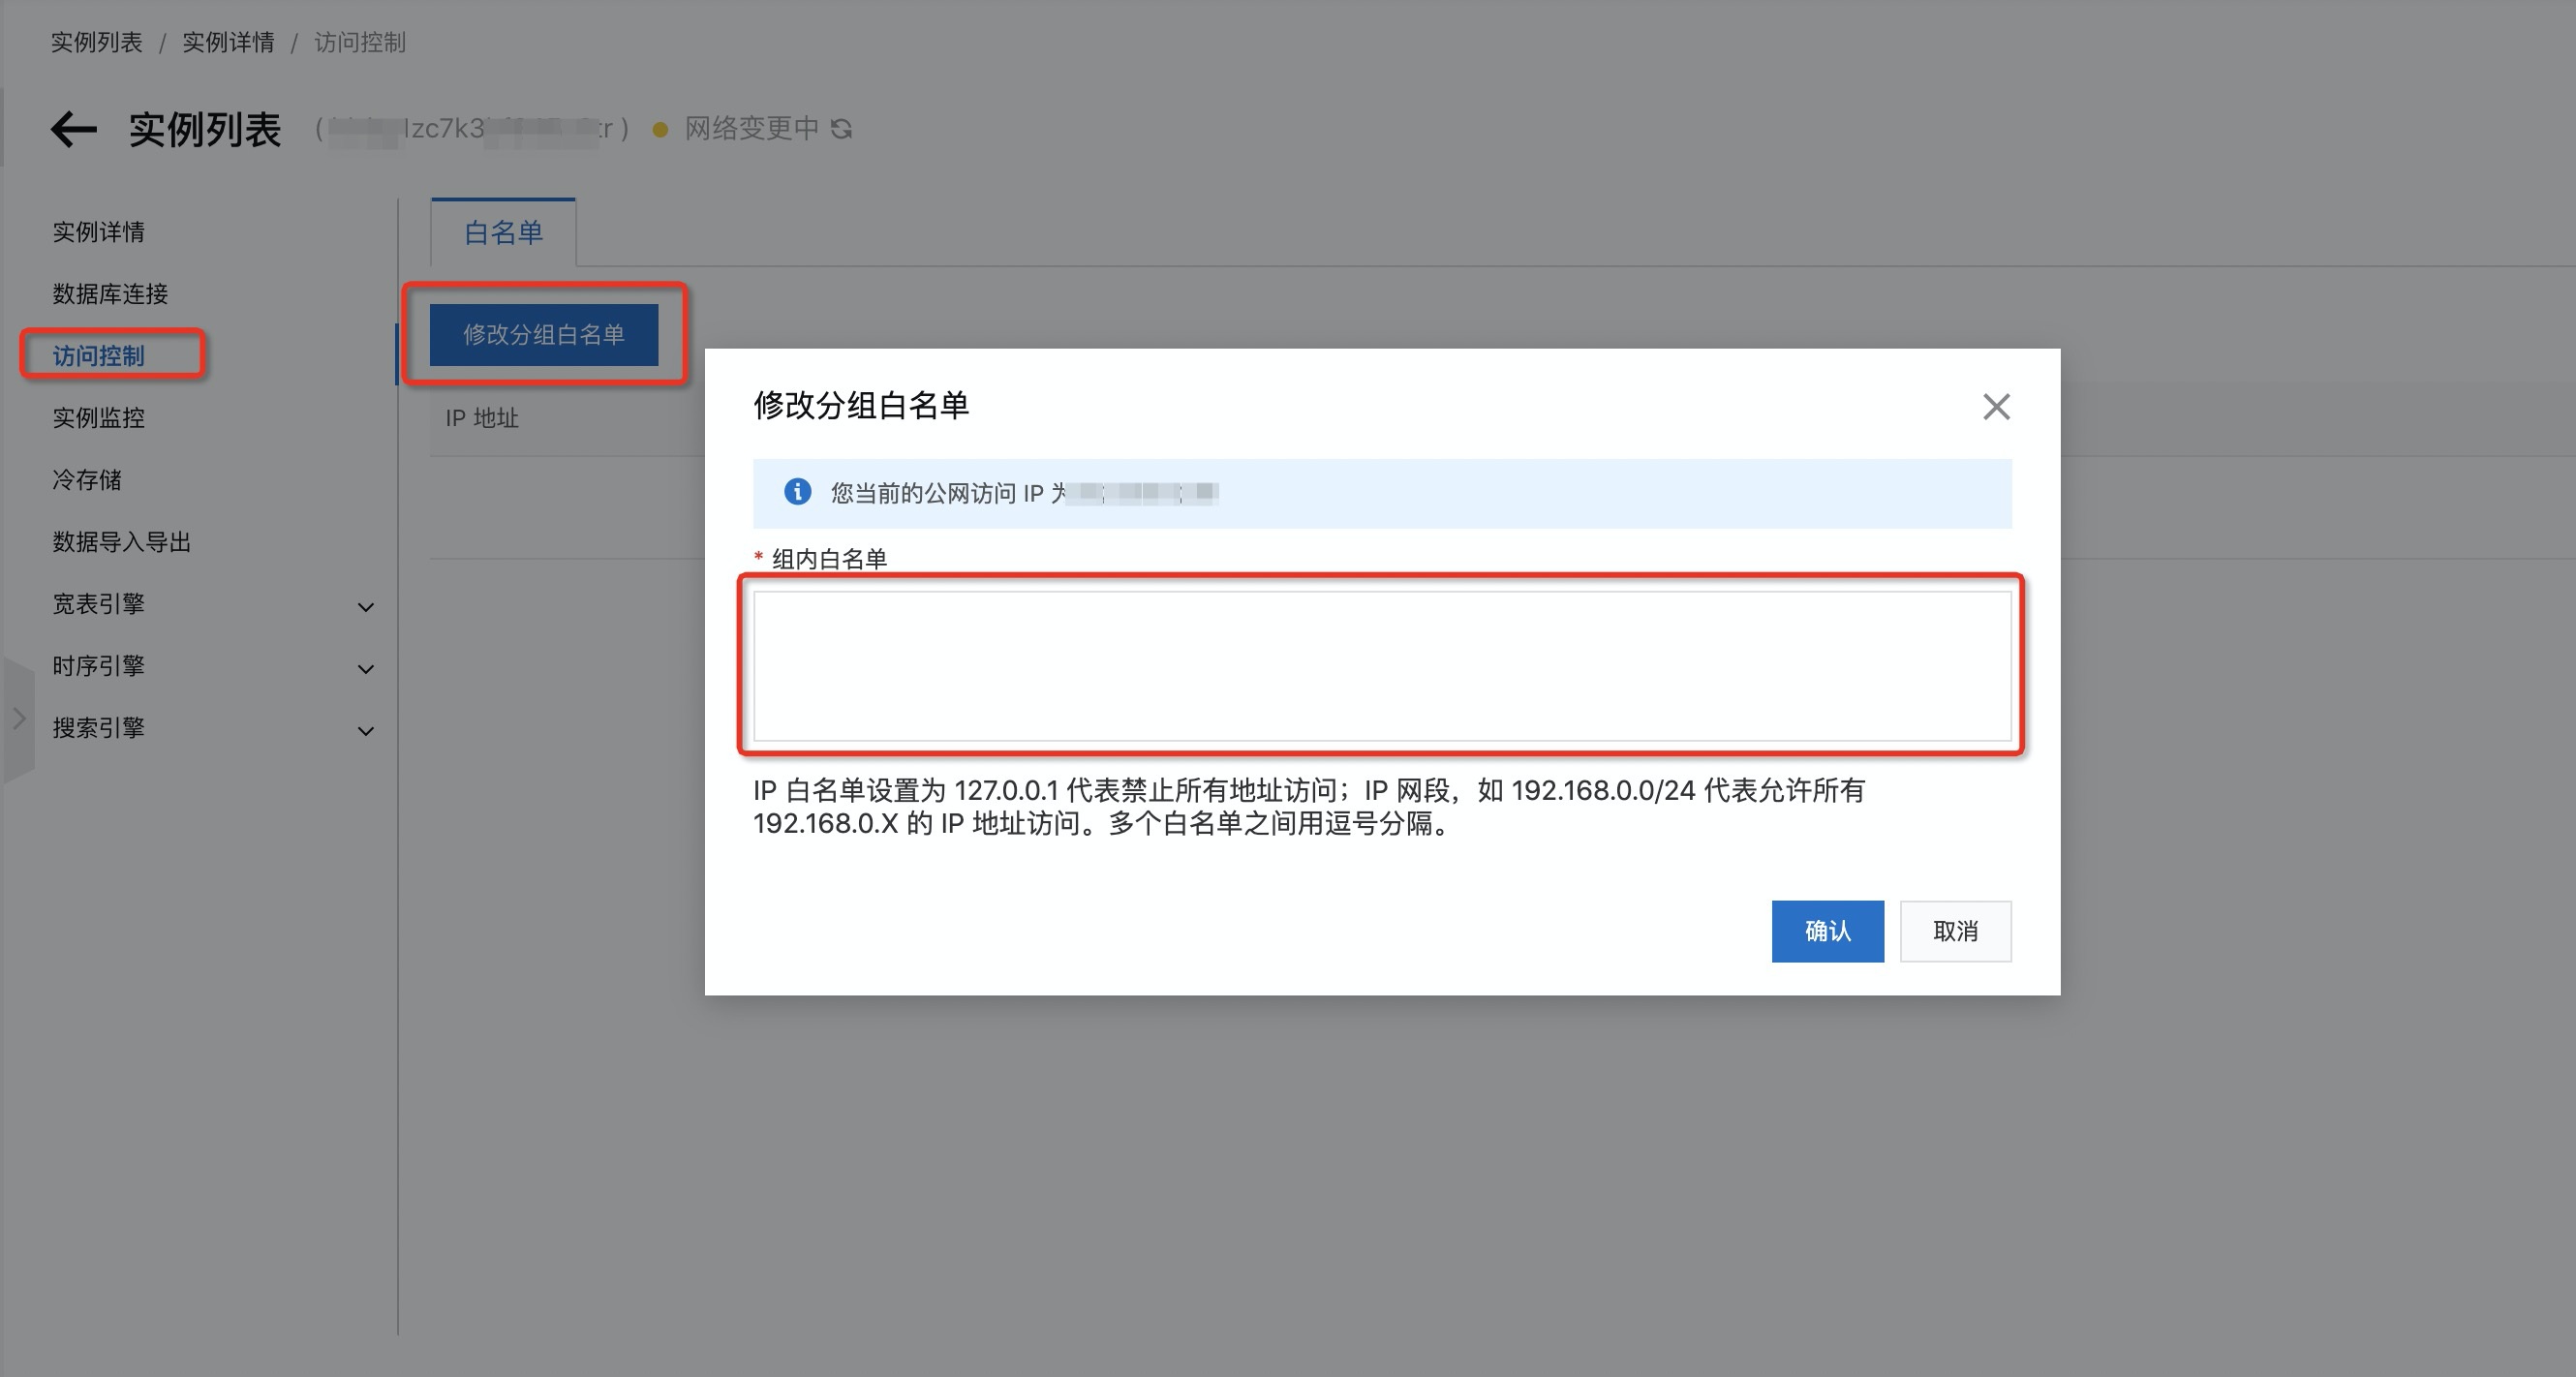 实例列表 / 实例详情 / 访问控制
实例列表 ( zc7k3 tr ) 网络变更中
实例详情
数据库连接
访问控制
实例监控
冷存储
数据导入导出
宽表引擎
时序引擎
搜索引擎
白名单
修改分组白名单
IP 地址
修改分组白名单
您当前的公网访问 IP 为
* 组内白名单
IP 白名单设置为 127.0.0.1 代表禁止所有地址访问；IP 网段，如 192.168.0.0/24 代表允许所有
192.168.0.X 的 IP 地址访问。多个白名单之间用逗号分隔。
确认
取消